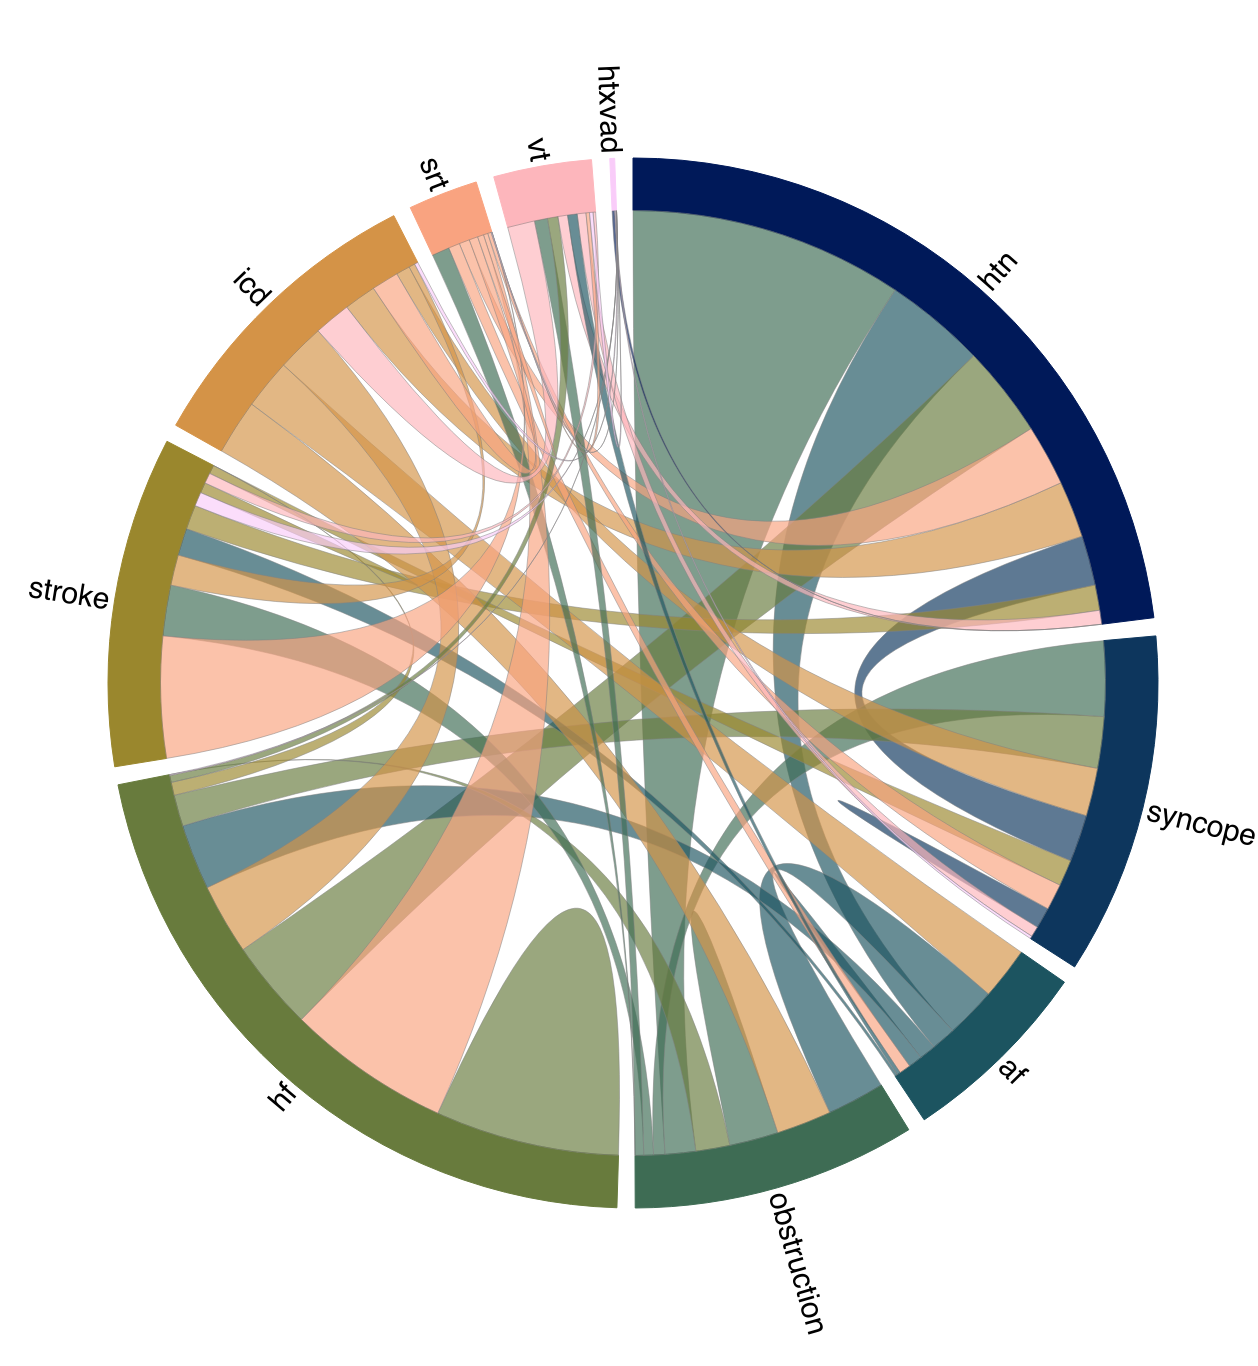 htxvad
vt
srt
htn
icd
stroke
syncope
af
hf
obstruction